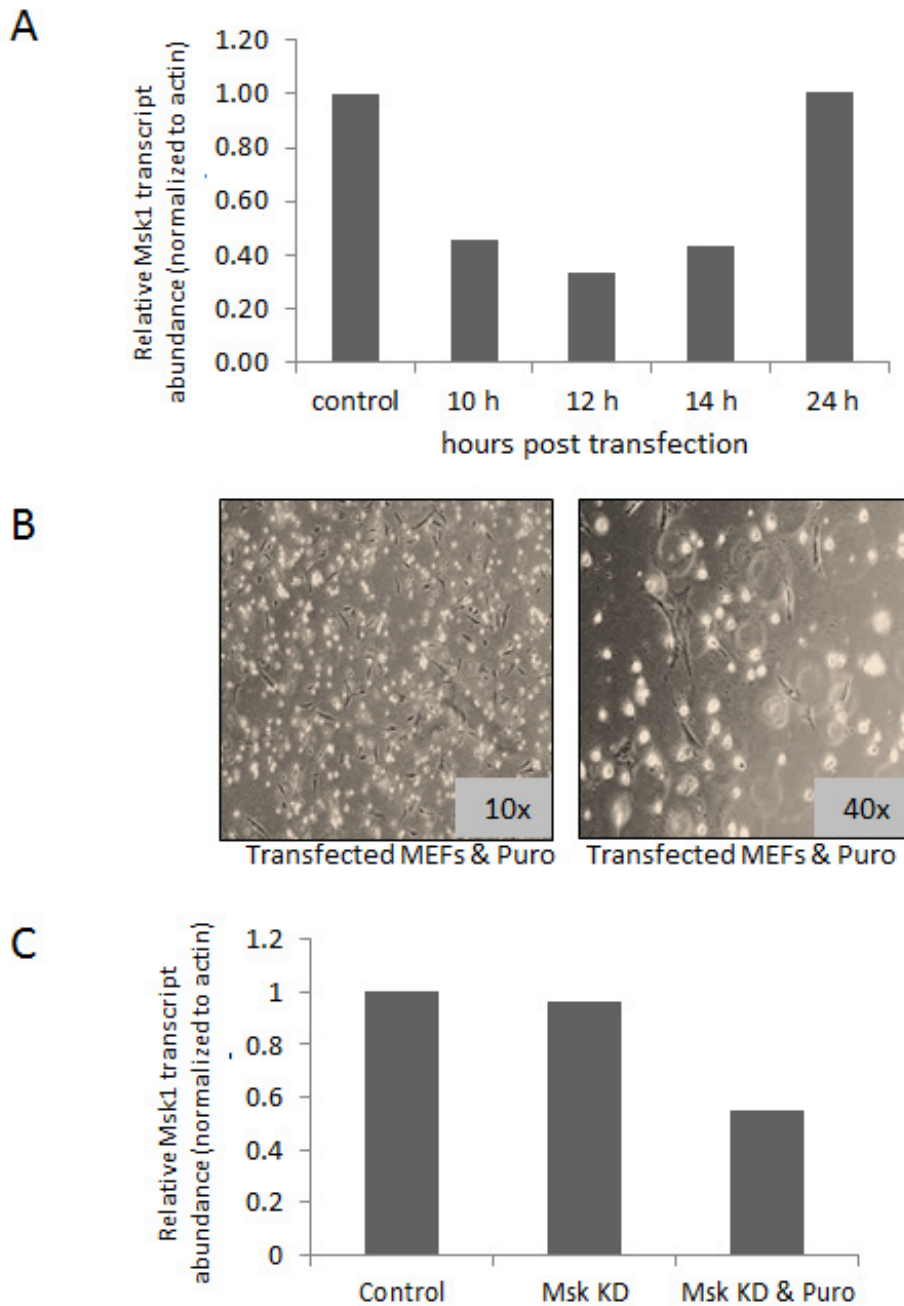 A
Relative Msk1 transcript
abundance (normalized to actin)
1.20
1.00
0.80
0.60
0.40
0.20
0.00
control 10 h 12 h 14 h 24 h
hours post transfection
B
10x
40x
Transfected MEFs & Puro
Transfected MEFs & Puro
C
Relative Msk1 transcript
abundance (normalized to actin)
1.2
1
0.8
0.6
0.4
0.2
0
Control Msk KD Msk KD & Puro